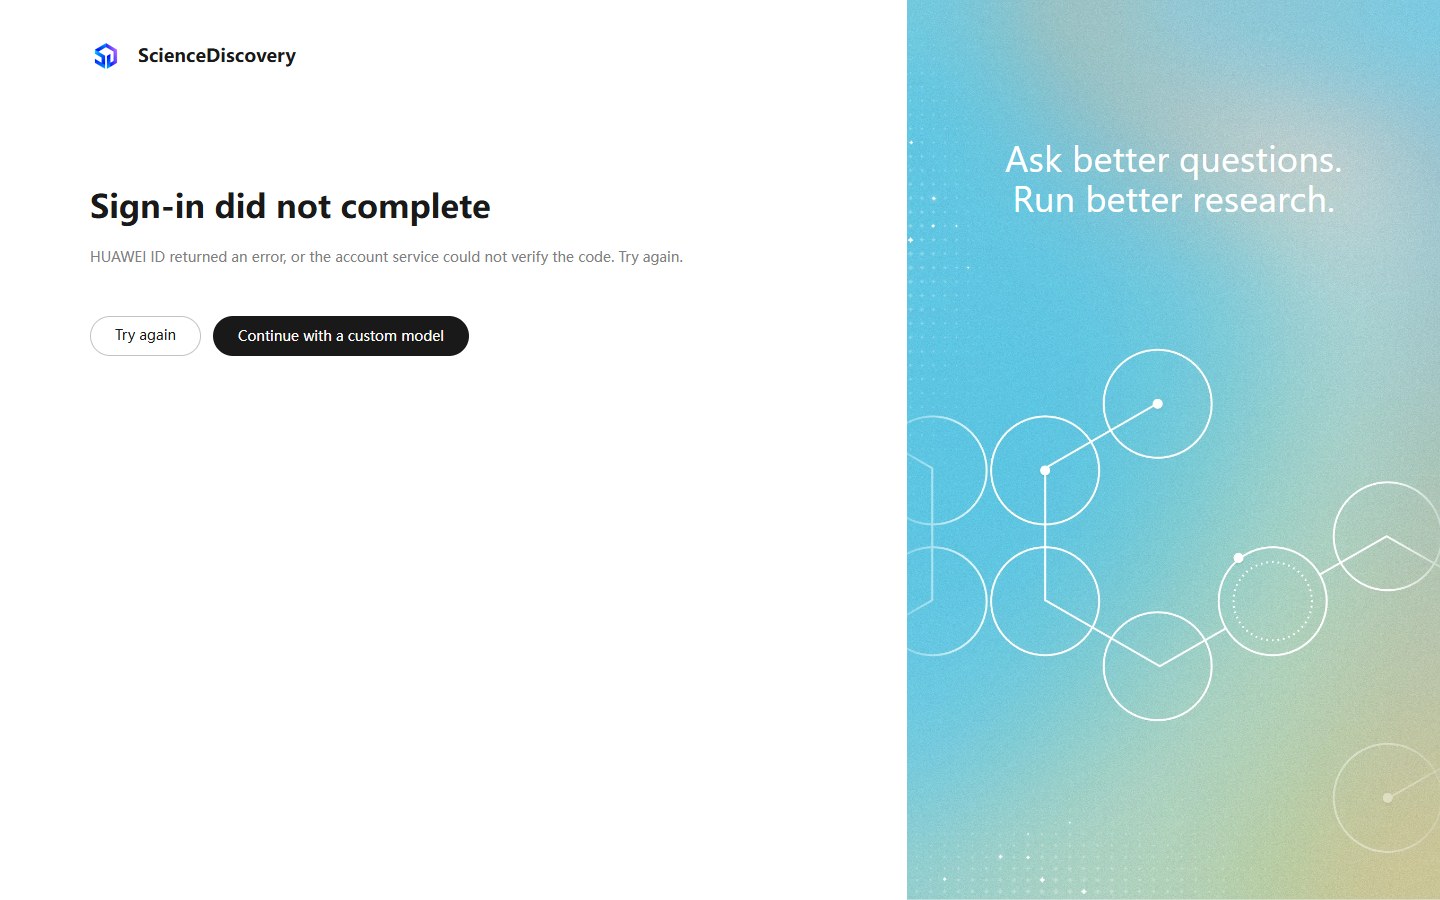 ScienceDiscovery
Sign-in did not complete
HUAWEI ID returned an error, or the account service could not verify the code. Try again.
Try again
Continue with a custom model
Ask better questions.
Run better research.